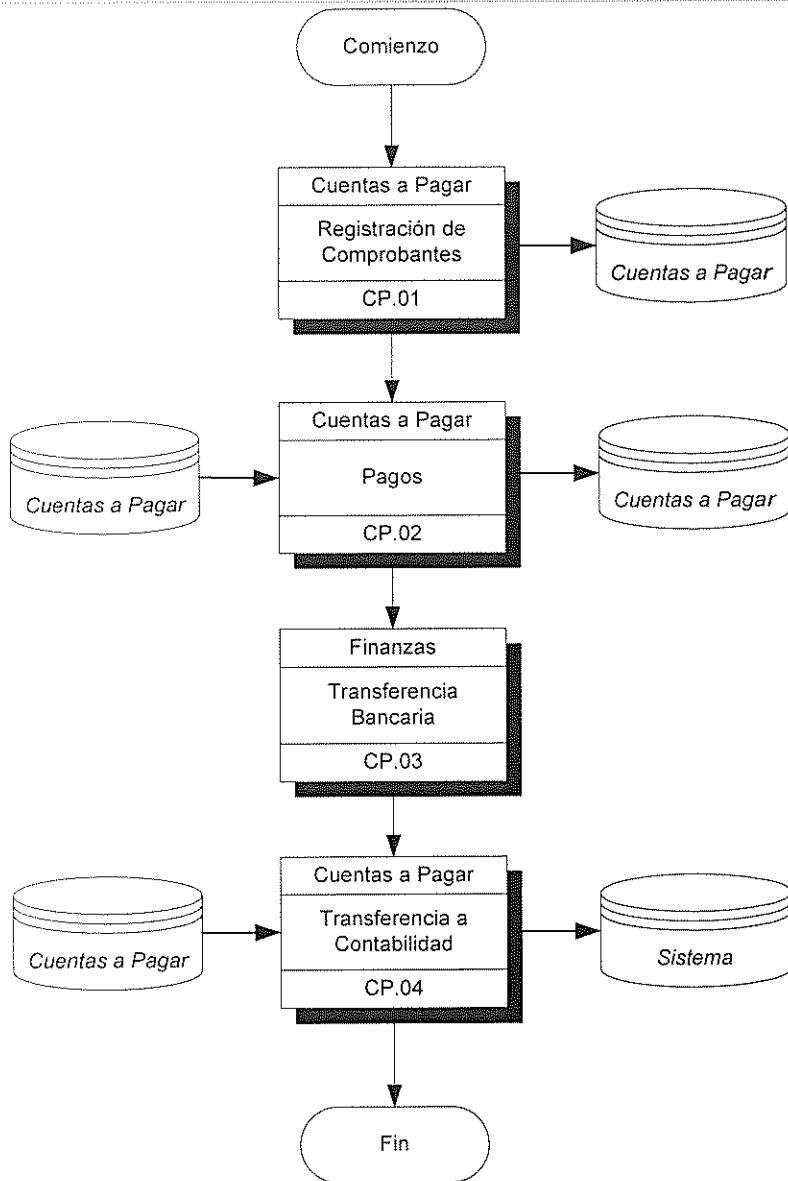 Comienzo
Cuentas a Pagar
Registración de
Comprobantes
CP.01
Cuentas a Pagar
Cuentas a Pagar
Cuentas a Pagar
Pagos
CP.02
Cuentas a Pagar
Finanzas
Transferencia
Bancaria
CP.03
Cuentas a Pagar
Cuentas a Pagar
Transferencia a
Contabilidad
CP.04
Sistema
Fin